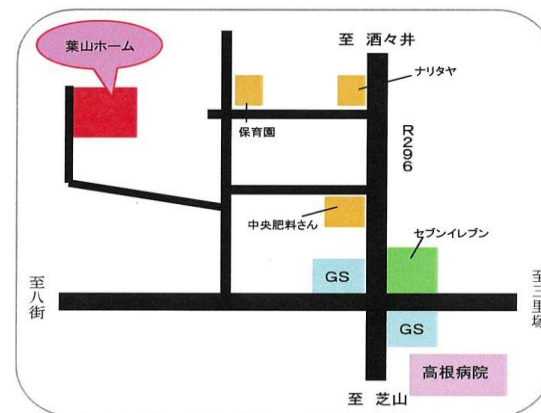 葉山ホーム
至 酒々井
ナリタヤ
保育園
R296
中央肥料さん
セブンイレブン
至八街
GS
至三里塚
GS
高根病院
至 芝山